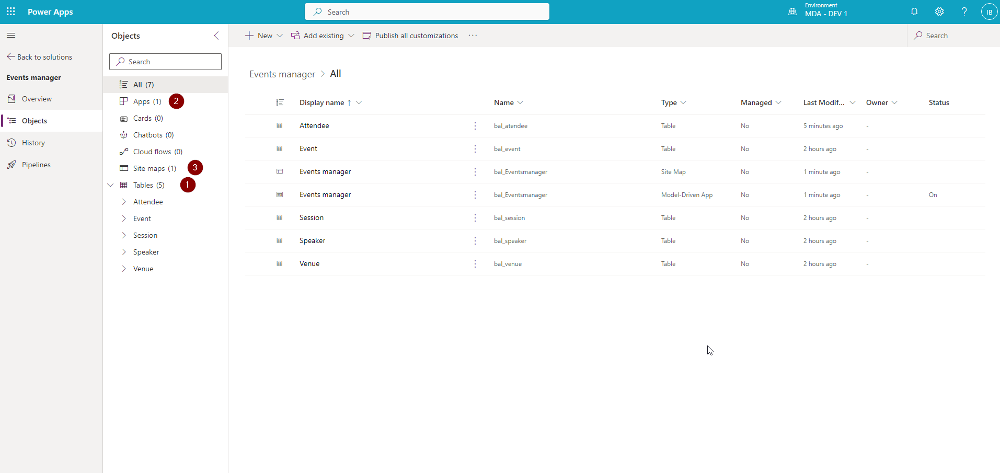 Power Apps
Search
Environment
MDA - DEV 1
?
IB
Back to solutions
Events manager
Overview
Objects
History
Pipelines
Objects
Search
All (7)
Apps (1) 2
Cards (0)
Chatbots (0)
Cloud flows (0)
Site maps (1) 3
Tables (5) 1
Attendee
Event
Session
Speaker
Venue
New Add existing Publish all customizations ... Search
Events manager > All
Display name ↑ Name Type Managed Last Modif... Owner Status
Attendee bal_atendee Table No 5 minutes ago -
Event bal_event Table No 2 hours ago -
Events manager bal_Eventsmanager Site Map No 1 minute ago -
Events manager bal_Eventsmanager Model-Driven App No 1 minute ago - On
Session bal_session Table No 2 hours ago -
Speaker bal_speaker Table No 2 hours ago -
Venue bal_venue Table No 2 hours ago -